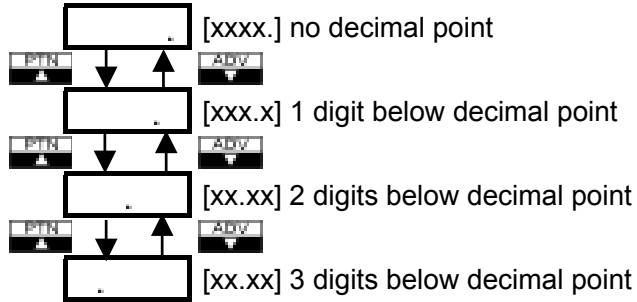 [xxxx.] no decimal point
PTN ADV
[xxx.x] 1 digit below decimal point
PTN ADV
[xx.xx] 2 digits below decimal point
PTN ADV
[xx.xx] 3 digits below decimal point